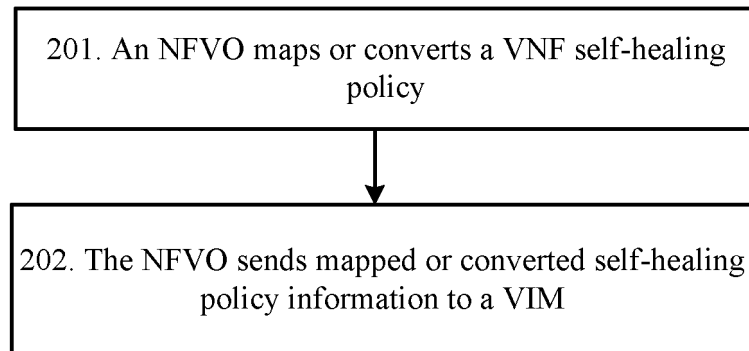 201. An NFVO maps or converts a VNF self-healing
policy
202. The NFVO sends mapped or converted self-healing
policy information to a VIM